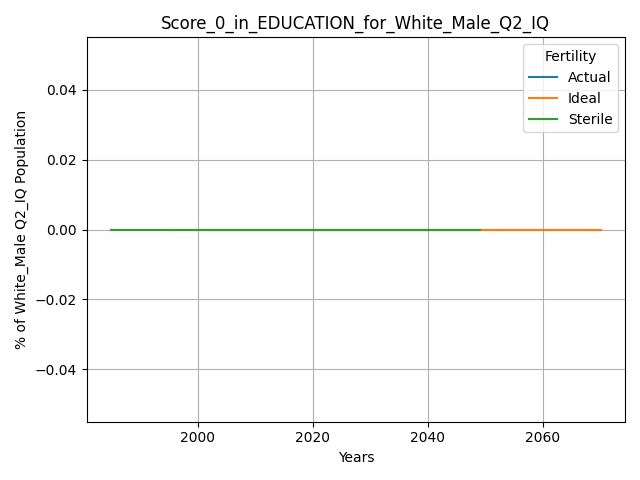 Score_0_in_EDUCATION_for_White_Male_Q2_IQ
Fertility
Actual
Ideal
Sterile
% of White_Male Q2_IQ Population
0.04
0.02
0.00
−0.02
−0.04
2000 2020 2040 2060
Years